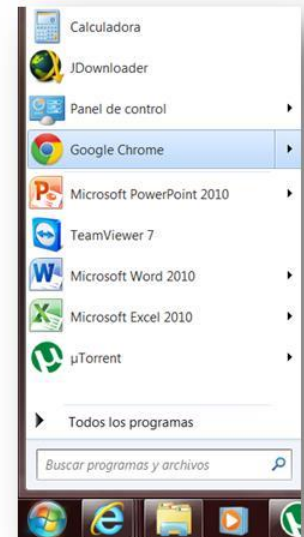 Calculadora
JDownloader
Panel de control
Google Chrome
Microsoft PowerPoint 2010
TeamViewer 7
Microsoft Word 2010
Microsoft Excel 2010
µTorrent
Todos los programas
Buscar programas y archivos